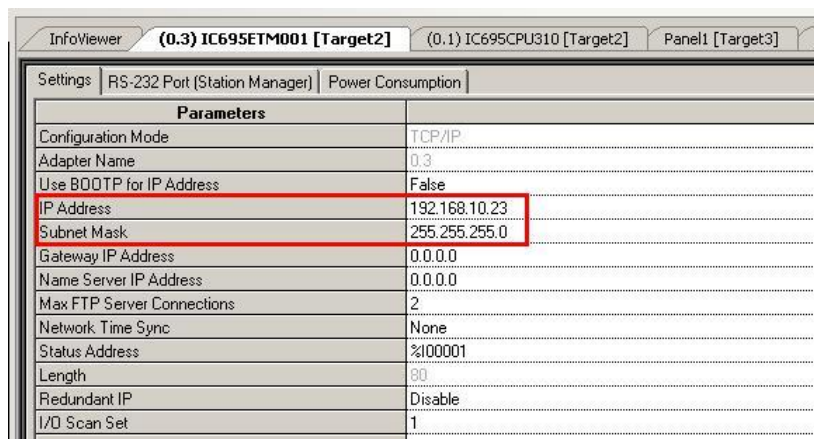 InfoViewer (0.3) IC695ETM001 [Target2] (0.1) IC695CPU310 [Target2] Panel1 [Target3]
Settings RS-232 Port (Station Manager) Power Consumption
Parameters
Configuration Mode TCP/IP
Adapter Name 0.3
Use BOOTP for IP Address False
IP Address 192.168.10.23
Subnet Mask 255.255.255.0
Gateway IP Address 0.0.0.0
Name Server IP Address 0.0.0.0
Max FTP Server Connections 2
Network Time Sync None
Status Address %I00001
Length 80
Redundant IP Disable
I/O Scan Set 1